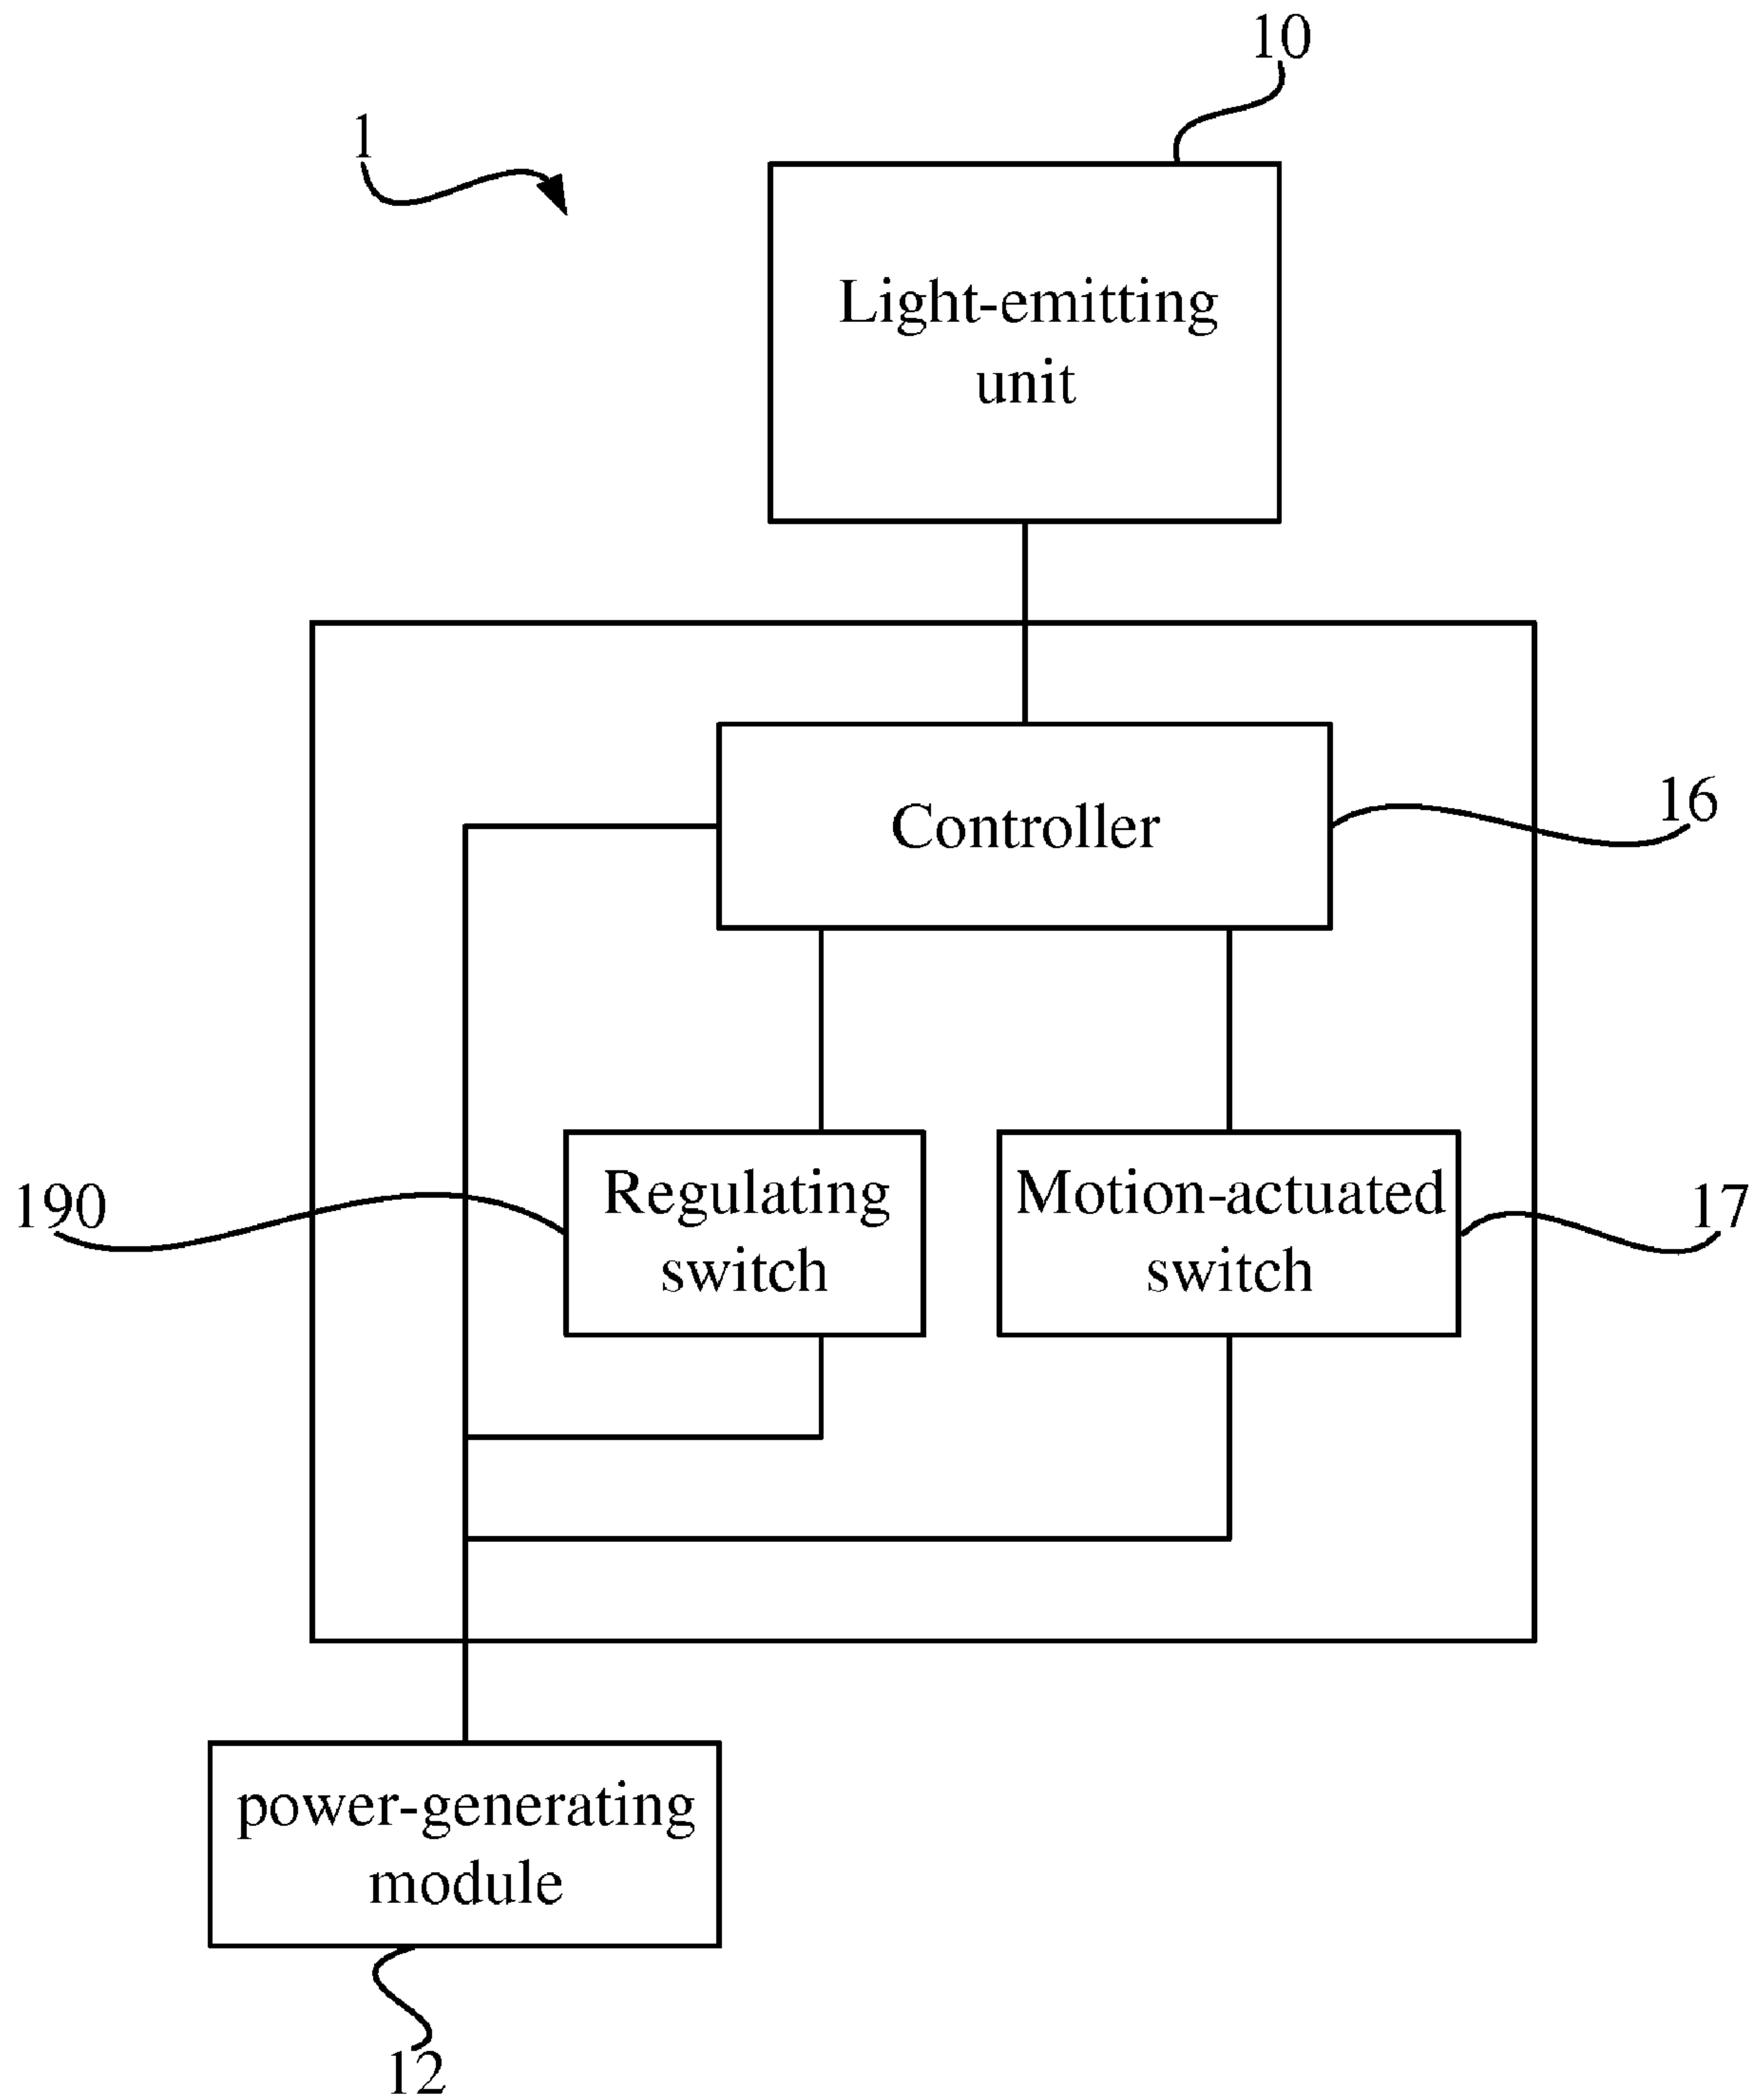 10
1
Light-emitting
unit
Controller
16
Regulating
switch
Motion-actuated
switch
190
17
power-generating
module
12